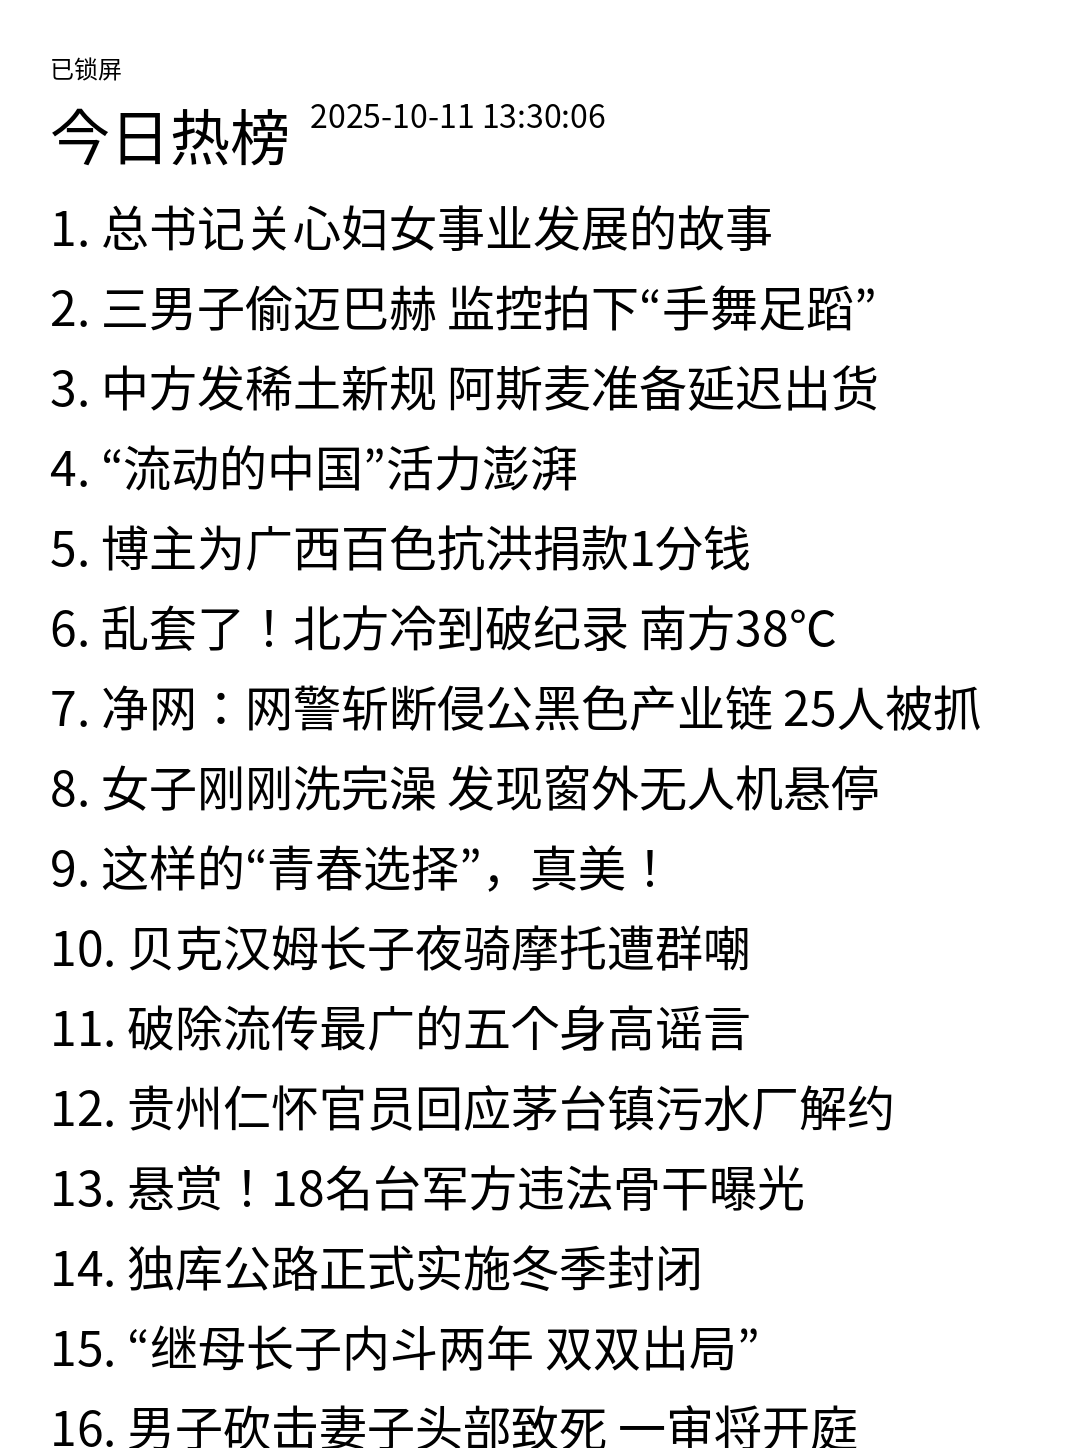 已锁屏
今日热榜 2025-10-11 13:30:06
1. 总书记关心妇女事业发展的故事
2. 三男子偷迈巴赫 监控拍下“手舞足蹈”
3. 中方发稀土新规 阿斯麦准备延迟出货
4. “流动的中国”活力澎湃
5. 博主为广西百色抗洪捐款1分钱
6. 乱套了！北方冷到破纪录 南方38℃
7. 净网：网警斩断侵公黑色产业链 25人被抓
8. 女子刚刚洗完澡 发现窗外无人机悬停
9. 这样的“青春选择”，真美！
10. 贝克汉姆长子夜骑摩托遭群嘲
11. 破除流传最广的五个身高谣言
12. 贵州仁怀官员回应茅台镇污水厂解约
13. 悬赏！18名台军方违法骨干曝光
14. 独库公路正式实施冬季封闭
15. “继母长子内斗两年 双双出局”
16. 男子砍击妻子头部致死 一审将开庭